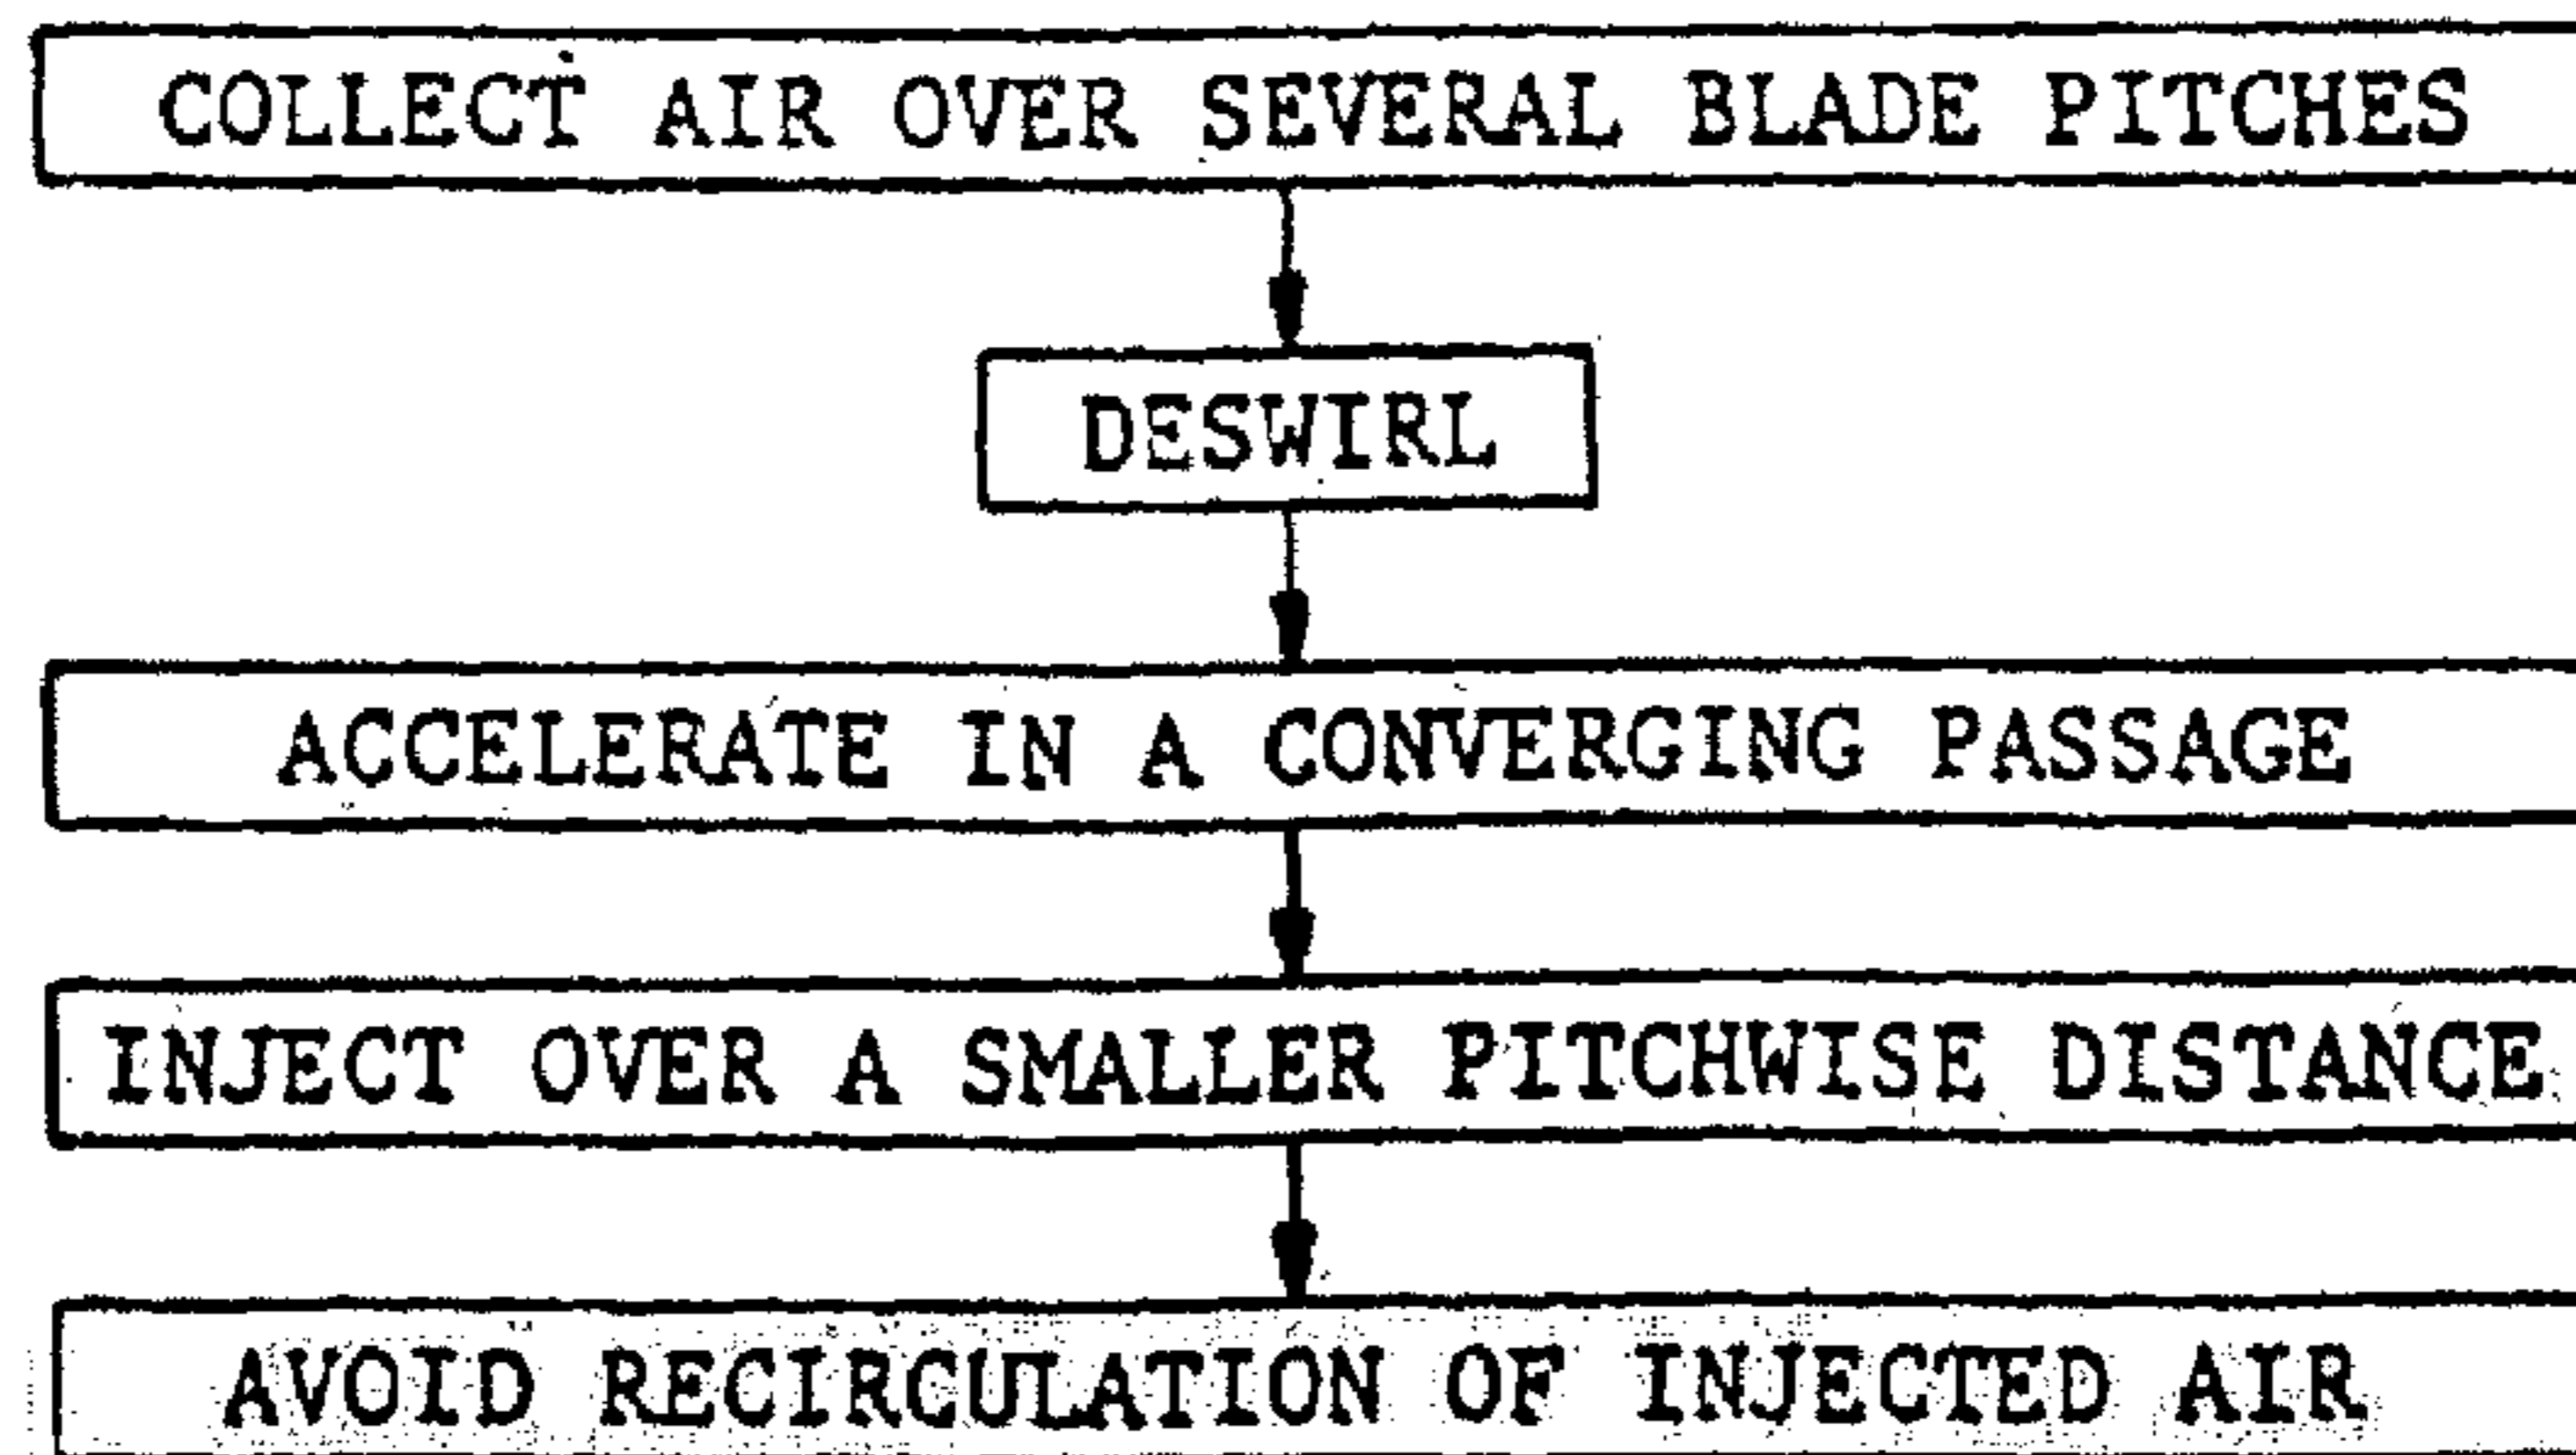 COLLECT AIR OVER SEVERAL BLADE PITCHES
DESWIRL
ACCELERATE IN A CONVERGING PASSAGE
INJECT OVER A SMALLER PITCHWISE DISTANCE
AVOID RECIRCULATION OF INJECTED AIR